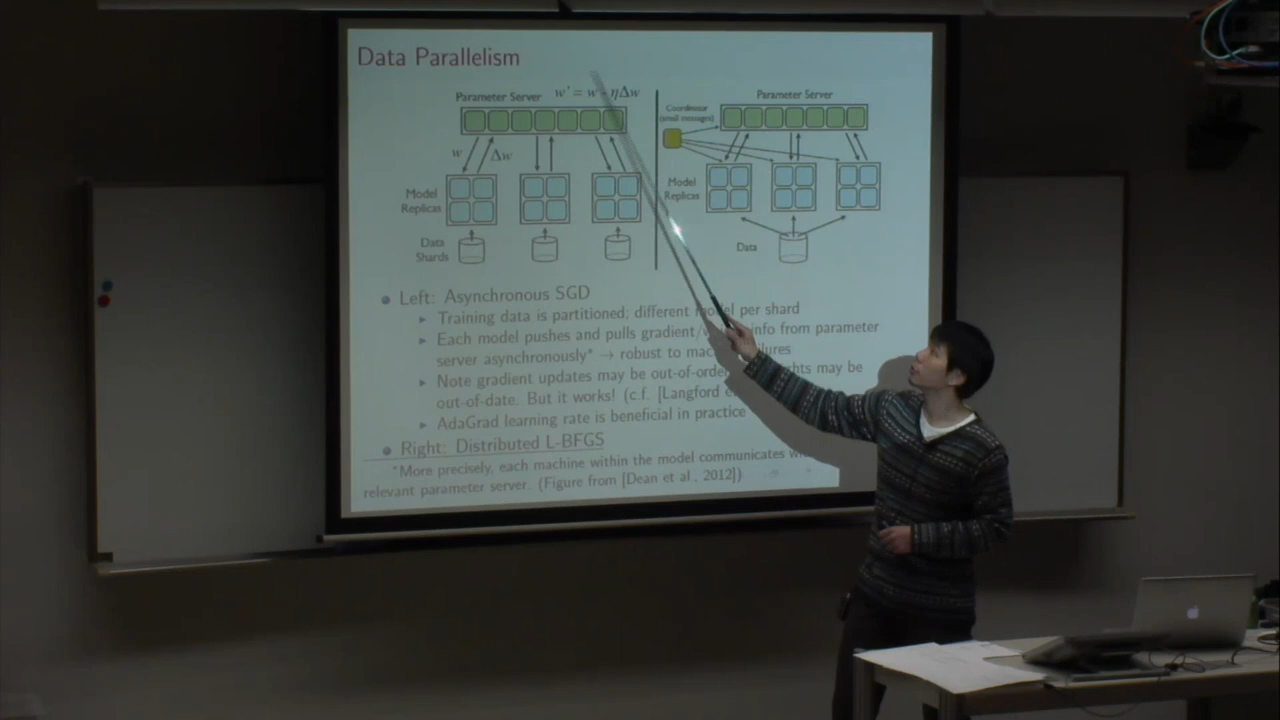 Data Parallelism
Parameter Server w' = w - ηΔw
w Δw
Model
Replicas
Data
Shards
Parameter Server
Coordinator
(small messages)
Model
Replicas
Data
Left: Asynchronous SGD
Training data is partitioned; different model per shard
Each model pushes and pulls gradient/ info from parameter
server asynchronously* → robust to failures
Note gradient updates may be out-of-order may be
out-of-date. But it works! (c.f. [Langford
AdaGrad learning rate is beneficial in practice
Right: Distributed L-BFGS
*More precisely, each machine within the model communicates
relevant parameter server. (Figure from [Dean et al., 2012])